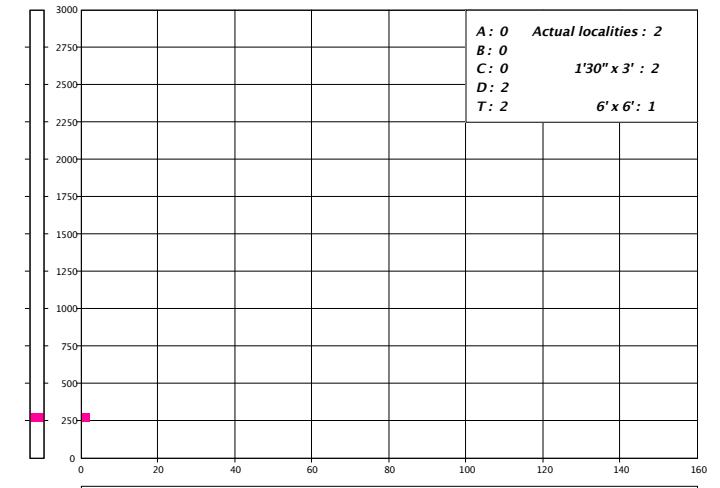 3000
A : 0 Actual localities : 2
B : 0
2750
C : 0 1'30" x 3' : 2
2500
D : 2
T : 2 6' x 6' : 1
2250
2000
1750
1500
1250
1000
750
500
250
0
0 20 40 60 80 100 120 140 160